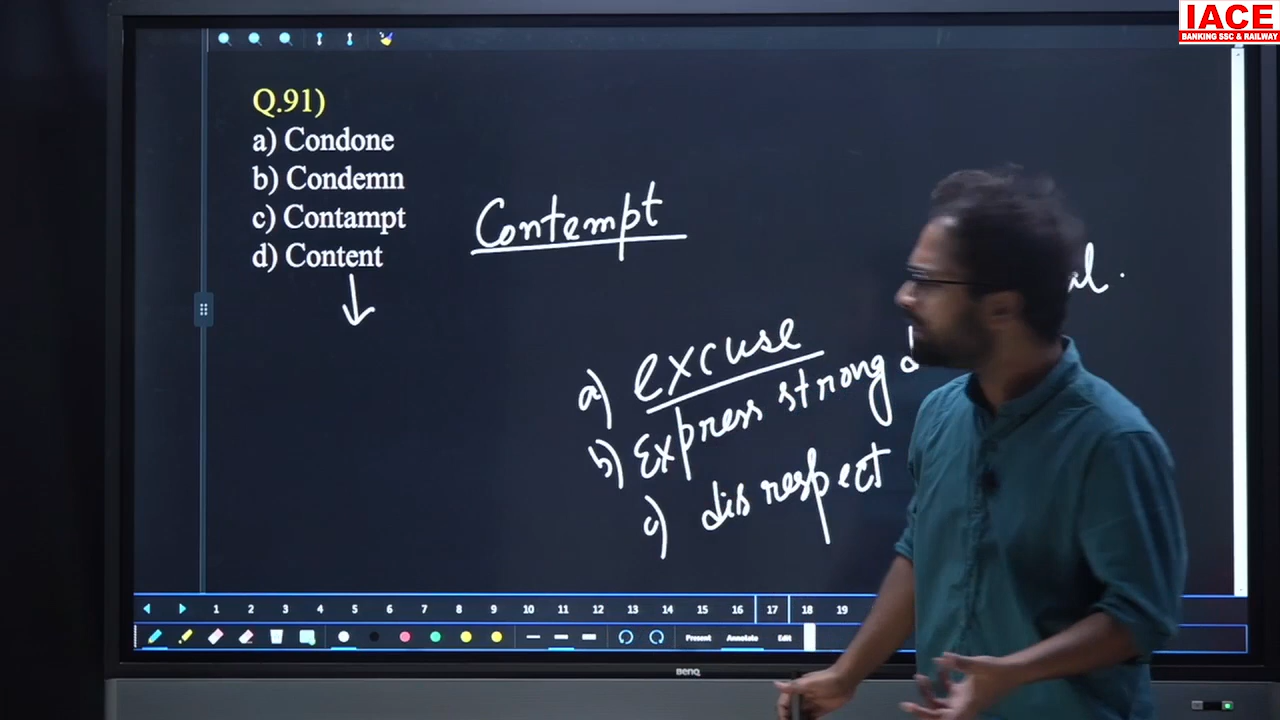 IACE
BANKING SSC & RAILWAY
Q.91)
a) Condone
b) Condemn
c) Contampt
d) Content
Contempt
a) excuse
b) Express strong
c) disrespect
1 2 3 4 5 6 7 8 9 10 11 12 13 14 15 16 17 18 19
Present Annotate Edit
BenQ